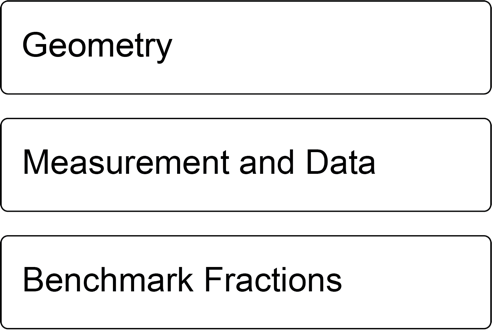 Geometry
Measurement and Data
Benchmark Fractions